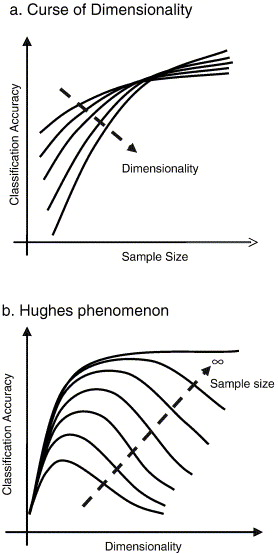 a. Curse of Dimensionality
Classification Accuracy
Dimensionality
Sample Size
b. Hughes phenomenon
∞
Sample size
Classification Accuracy
Dimensionality